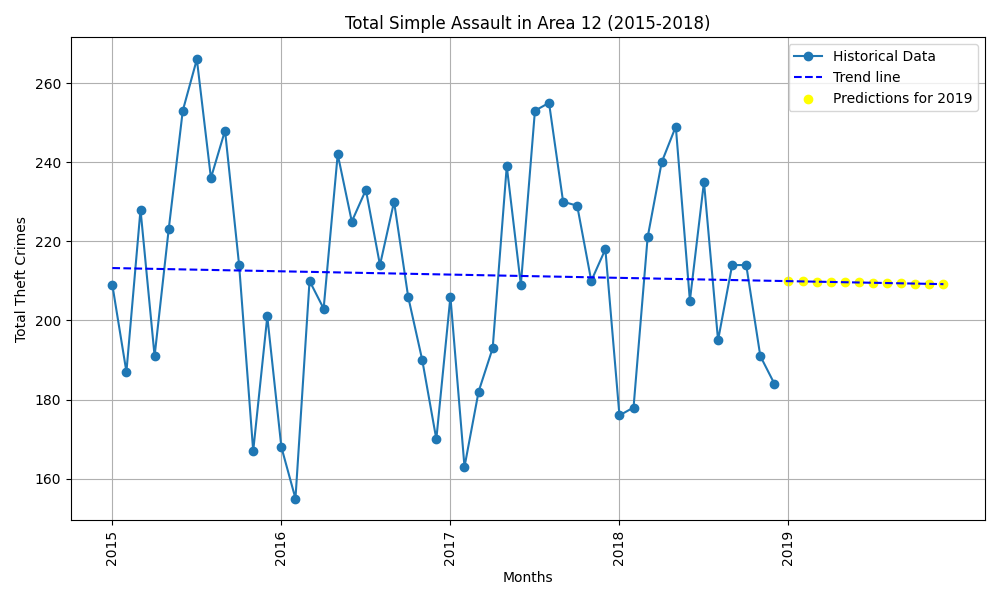 Total Simple Assault in Area 12 (2015-2018)
Historical Data
Trend line
Predictions for 2019
Total Theft Crimes
260
240
220
200
180
160
2015
2016
2017
2018
2019
Months